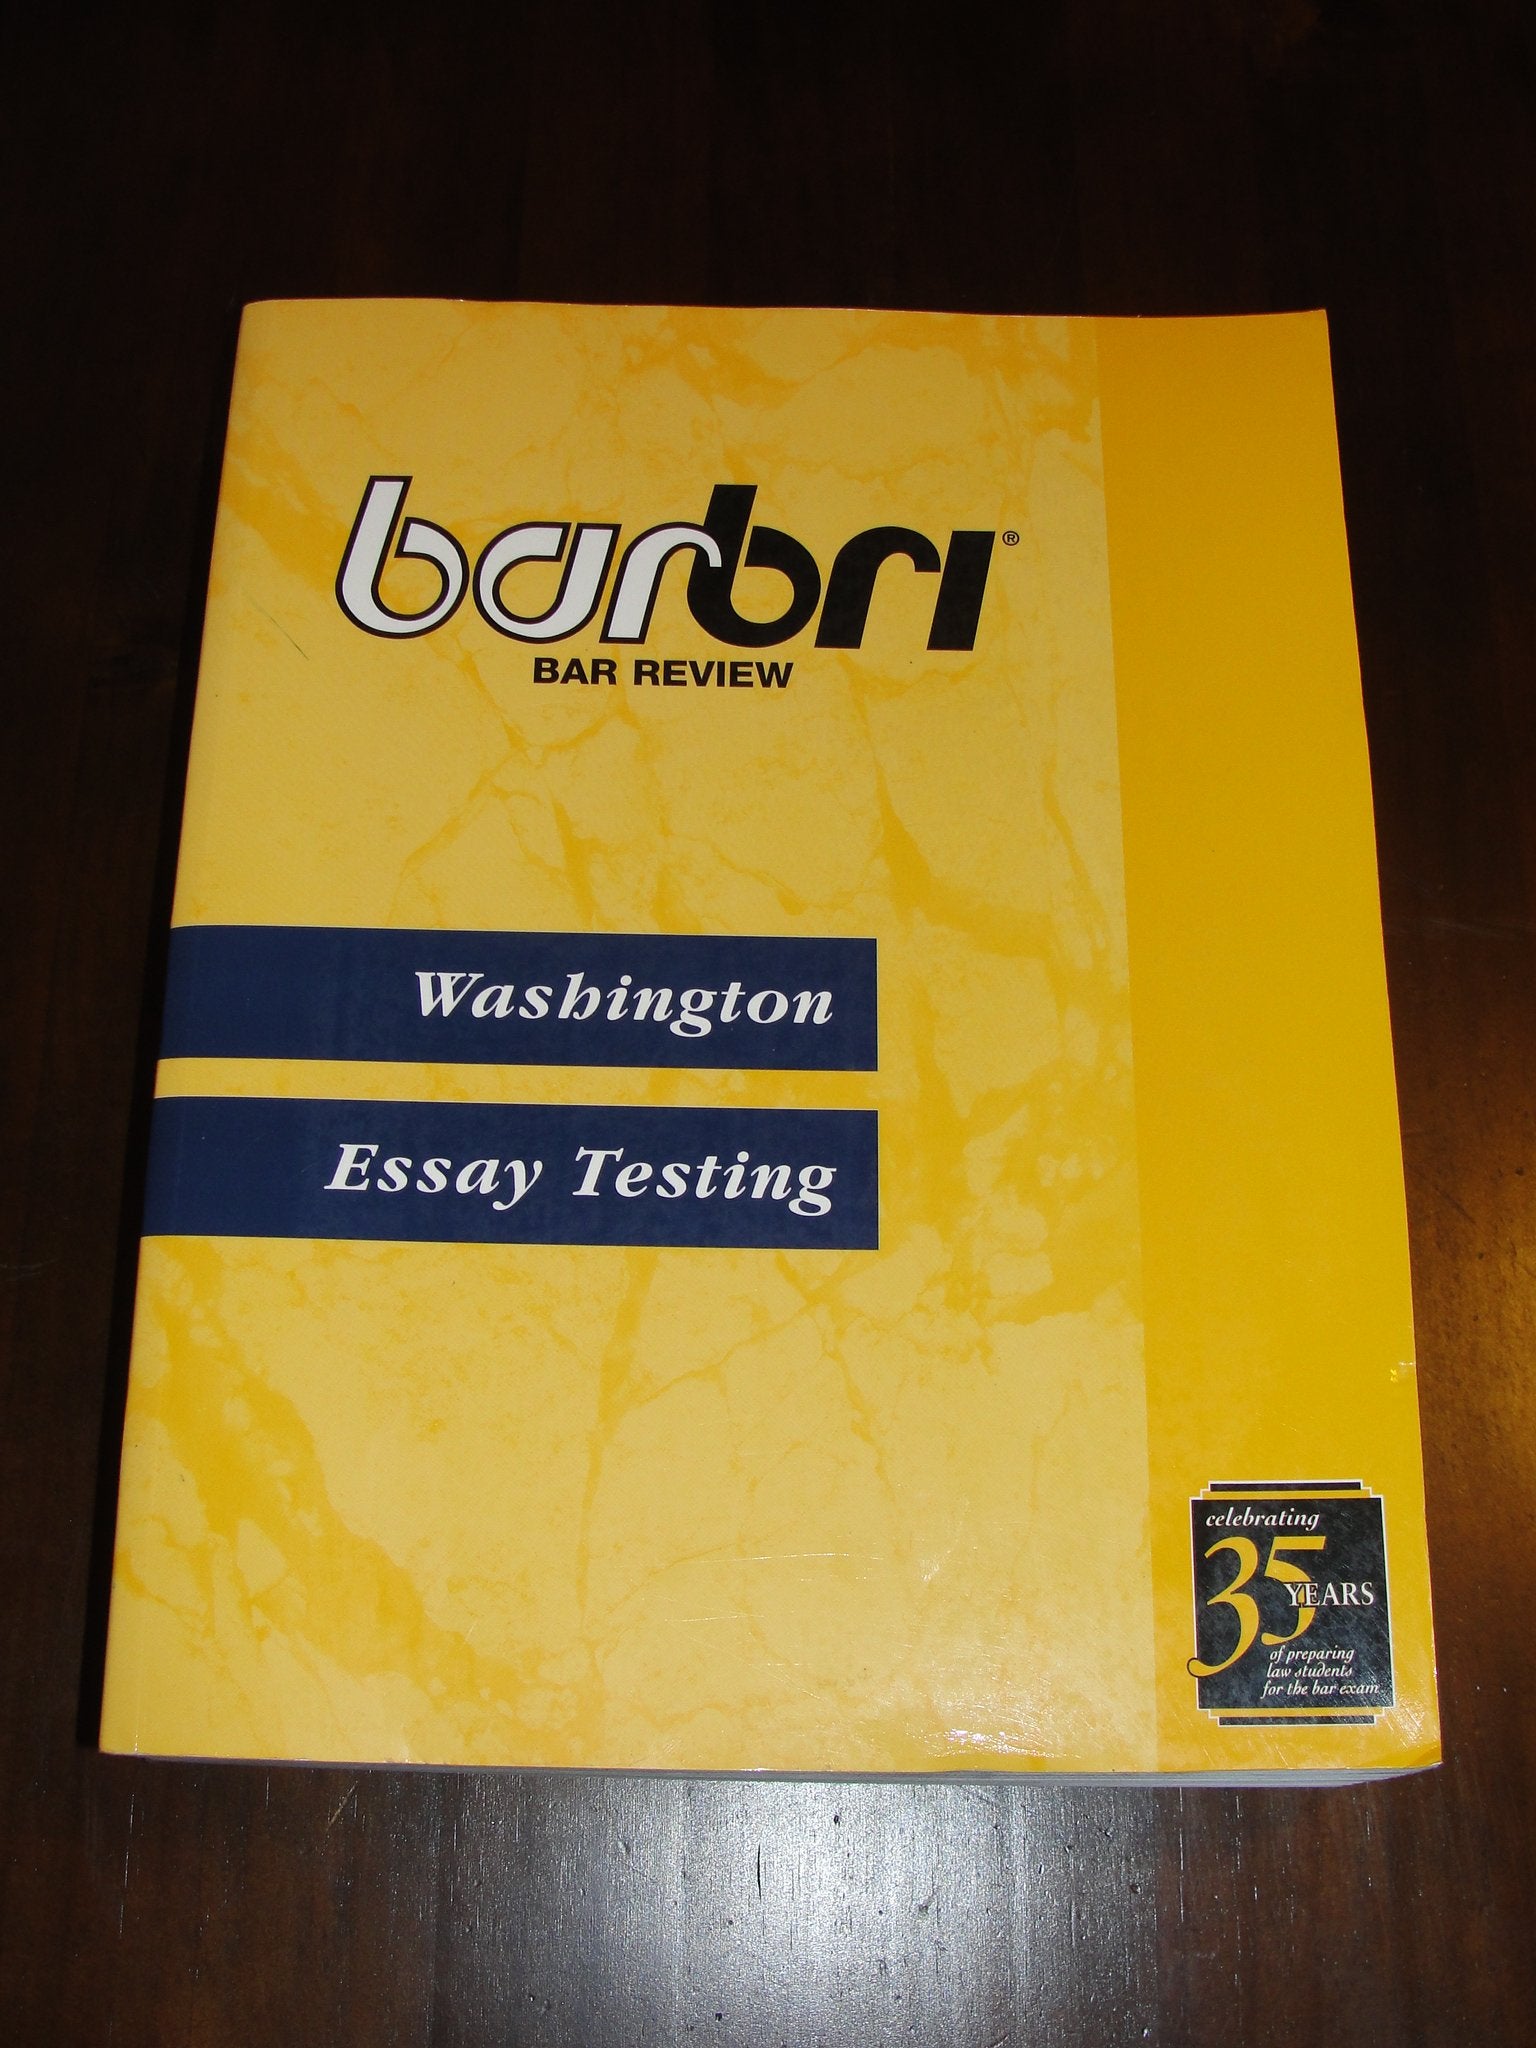 barbri®
BAR REVIEW
Washington
Essay Testing
celebrating
35
YEARS
of preparing
law students
for the bar exam